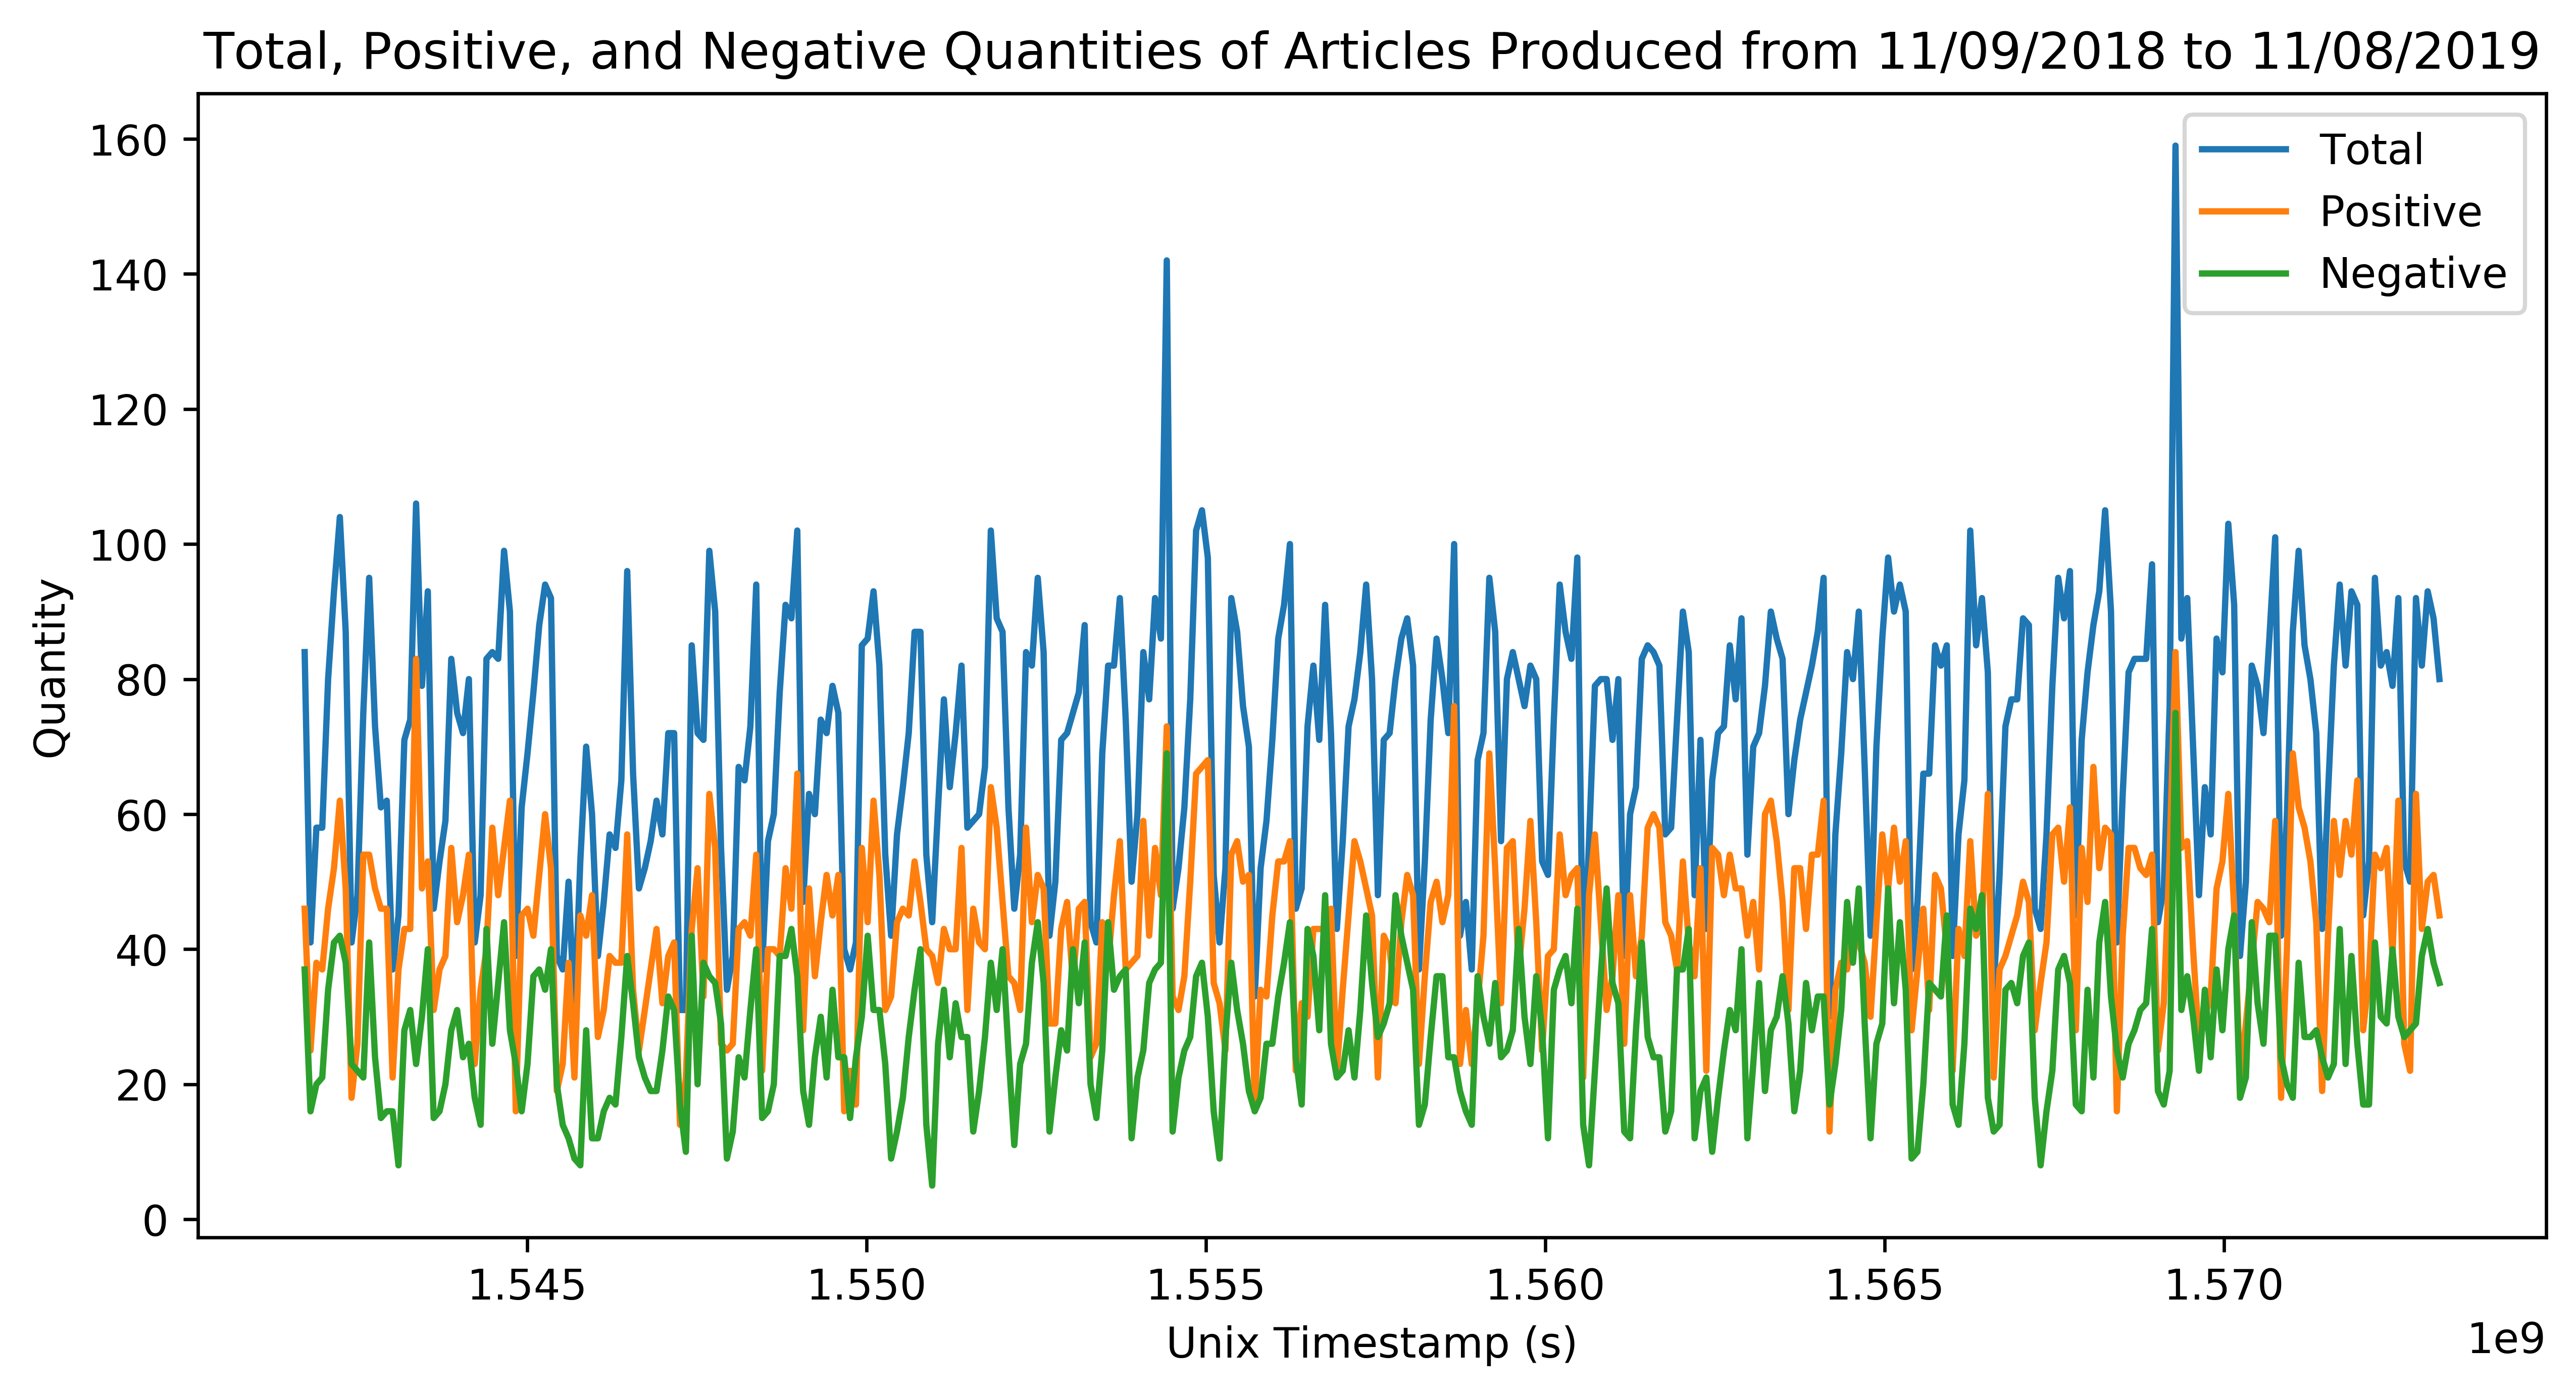 Total, Positive, and Negative Quantities of Articles Produced from 11/09/2018 to 11/08/2019
160
140
120
100
80
60
40
20
0
Quantity
Total
Positive
Negative
1.545 1.550 1.555 1.560 1.565 1.570
1e9
Unix Timestamp (s)